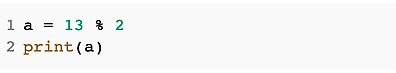 1 a = 13 % 2
2 print(a)